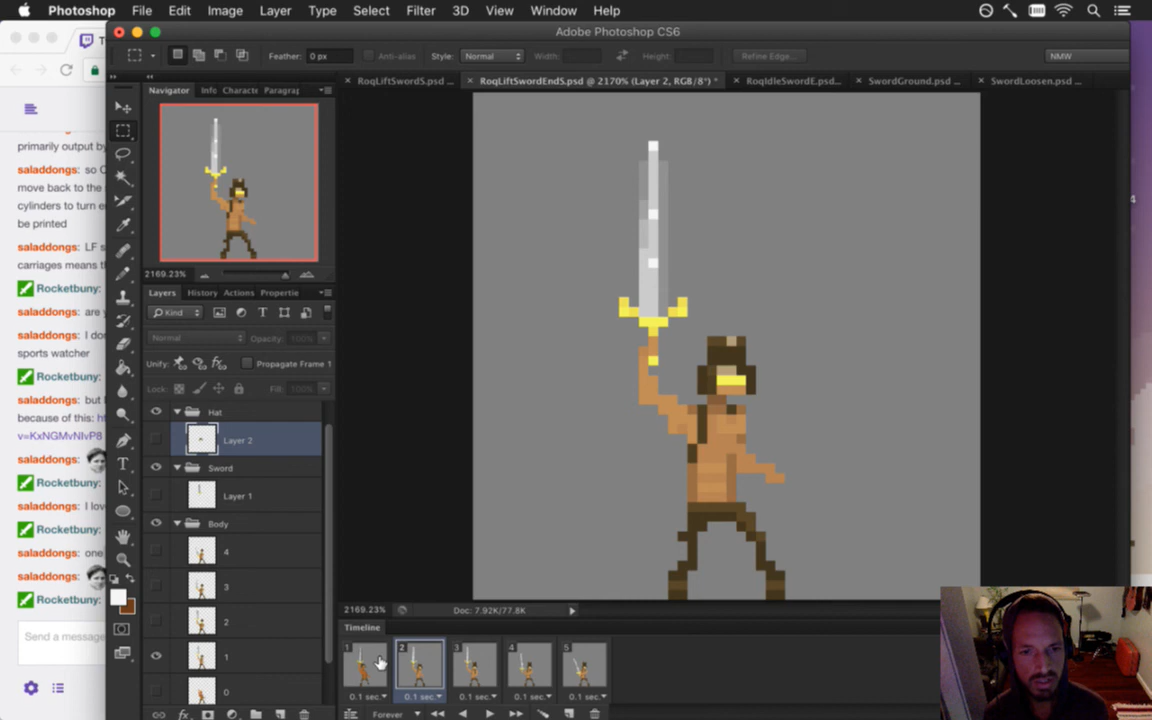 Photoshop File Edit Image Layer Type Select Filter 3D View Window Help
Adobe Photoshop CS6
Feather: 0 px Anti-alias Style: Normal Width: Height: Refine Edge... NMW
RoqLiftSwordS.psd ... RoqLiftSwordEndS.psd @ 2170% (Layer 2, RGB/8*) * RoqIdleSwordE.psd... SwordGround.psd ... SwordLoosen.psd ...
Navigator Info Characte Paragrap
2169.23%
Layers History Actions Propertie
Kind
Normal Opacity: 100%
Unify: Propagate Frame 1
Lock: Fill: 100%
Hat
Layer 2
Sword
Layer 1
Body
4
3
2
1
0
2169.23% Doc: 7.92K/77.8K
Timeline
1 2 3 4 5
0.1 sec. 0.1 sec. 0.1 sec. 0.1 sec. 0.1 sec.
Forever
primarily output by
saladdongs: so
move back to the
cylinders to turn
be printed
saladdongs: LF
carriages means
Rocketbuny:
saladdongs: are
saladdongs: I
sports watcher
Rocketbuny:
saladdongs: but
because of this:
v=KxNGMvNIvP8
saladdongs:
Rocketbuny:
saladdongs: I
Rocketbuny:
saladdongs: one
saladdongs:
Rocketbuny:
Send a message